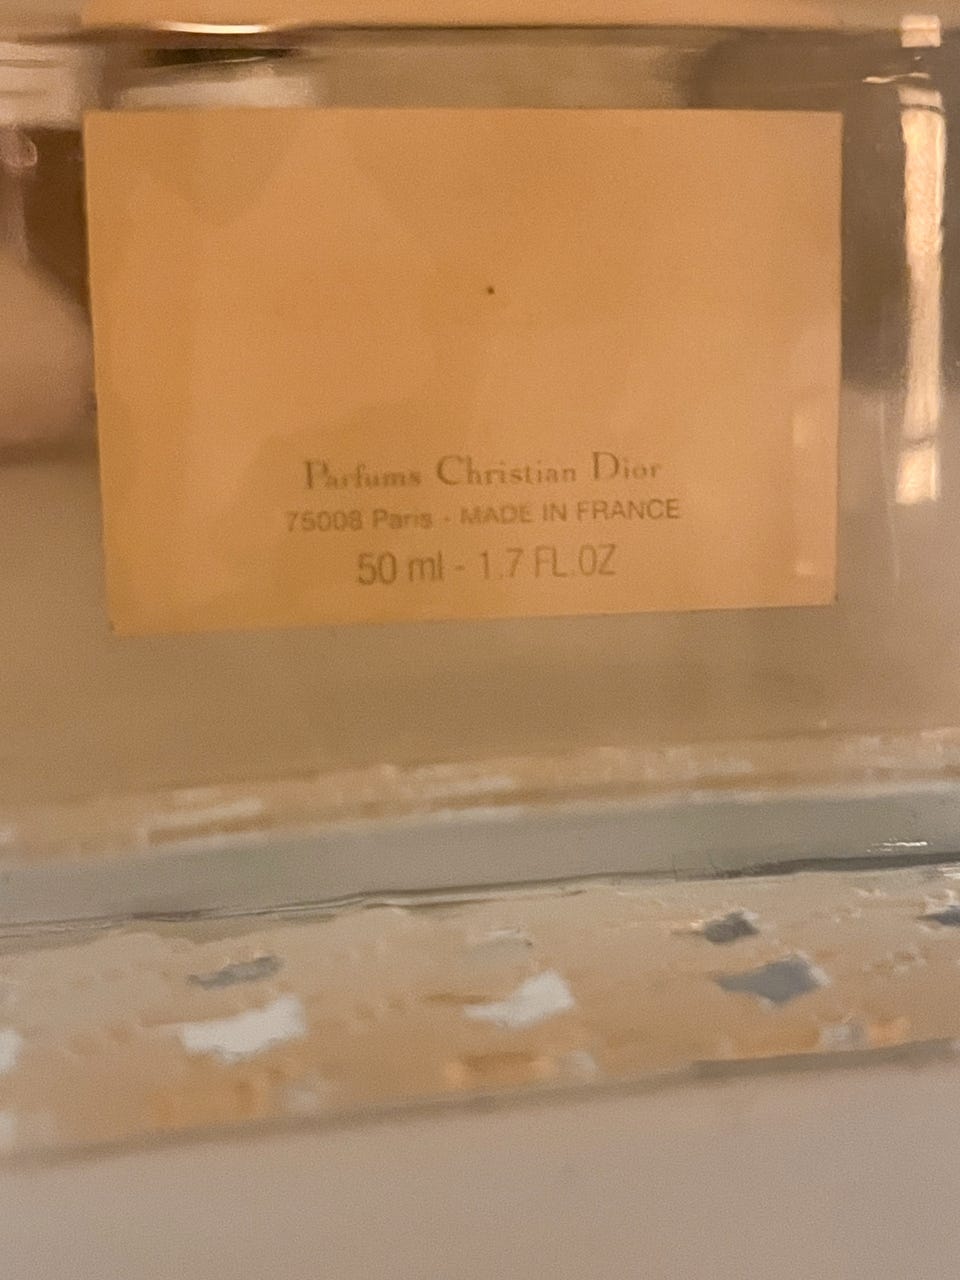 Parfums Christian Dior
75008 Paris - MADE IN FRANCE
50 ml - 1.7 FL.OZ